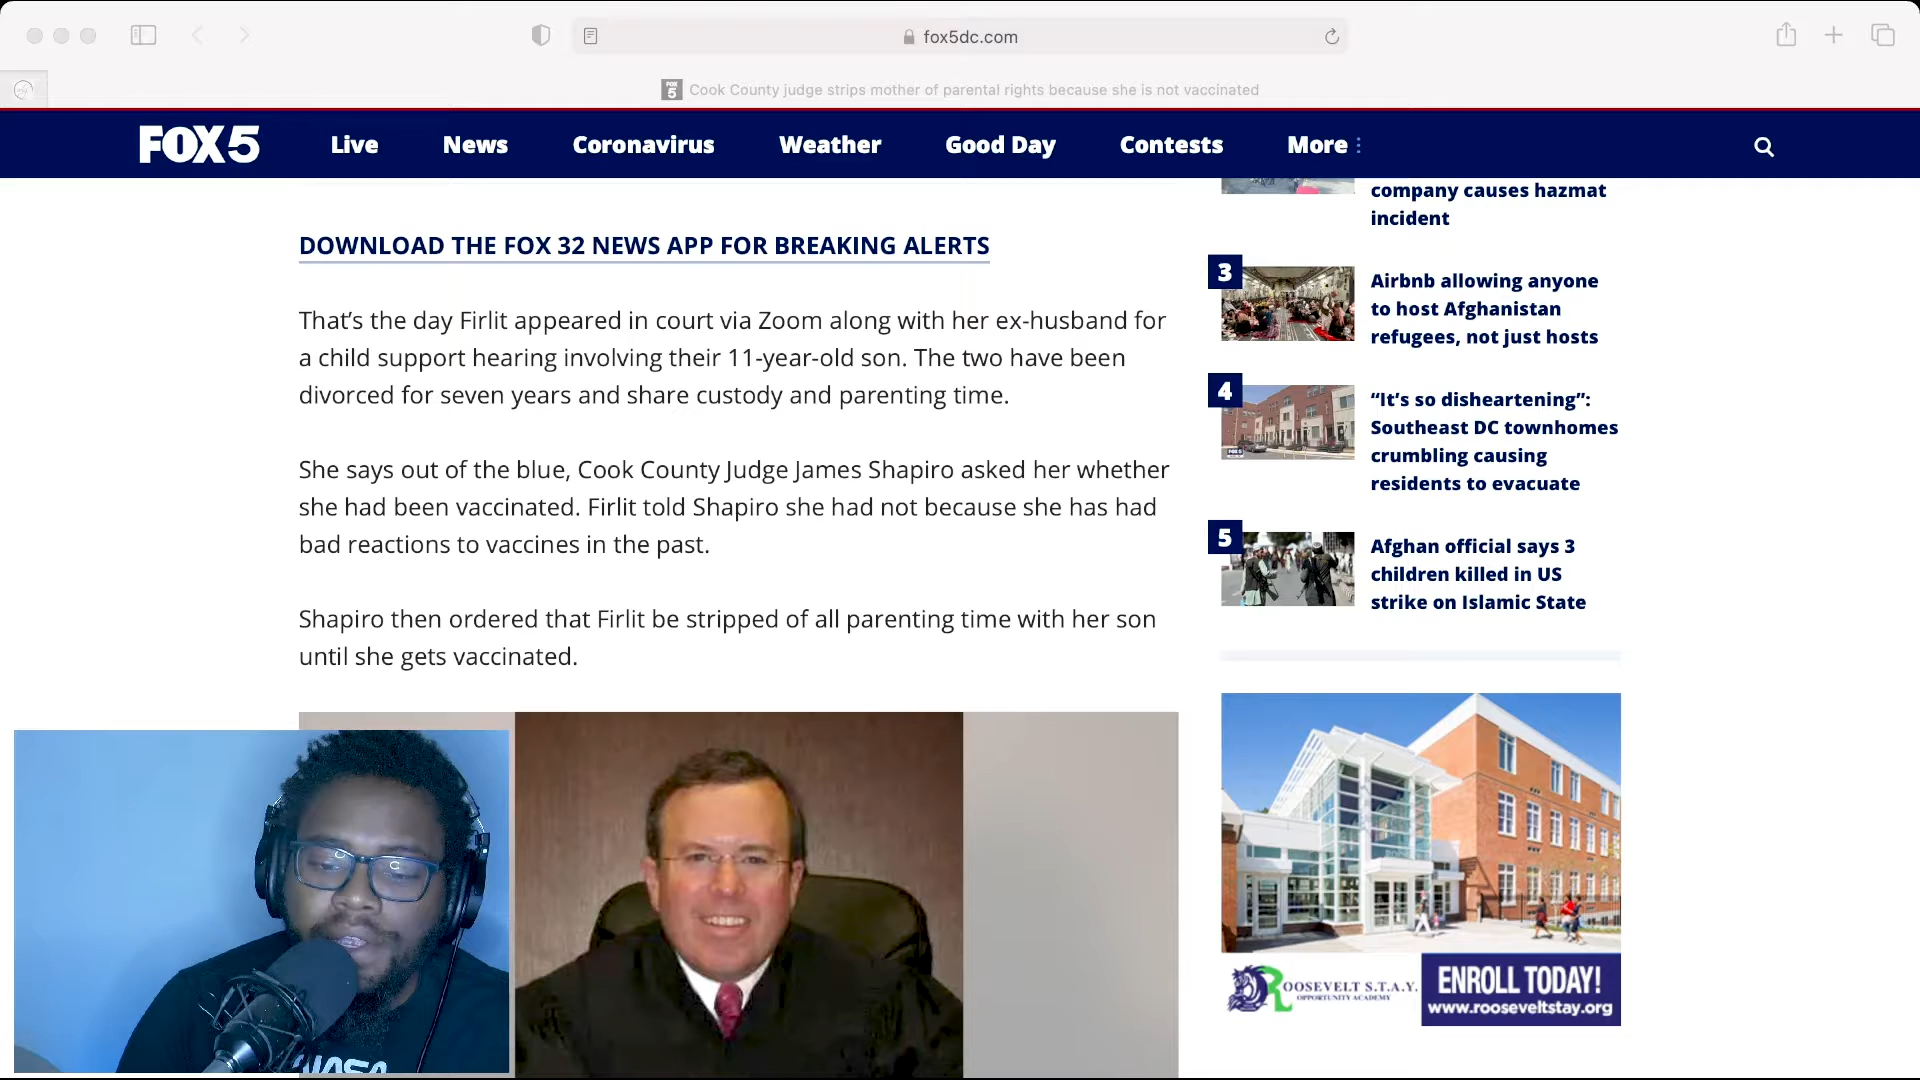 fox5dc.com
FOX 5
Cook County judge strips mother of parental rights because she is not vaccinated
FOX5
Live
News
Coronavirus
Weather
Good Day
Contests
More
DOWNLOAD THE FOX 32 NEWS APP FOR BREAKING ALERTS
That’s the day Firlit appeared in court via Zoom along with her ex-husband for
a child support hearing involving their 11-year-old son. The two have been
divorced for seven years and share custody and parenting time.
She says out of the blue, Cook County Judge James Shapiro asked her whether
she had been vaccinated. Firlit told Shapiro she had not because she has had
bad reactions to vaccines in the past.
Shapiro then ordered that Firlit be stripped of all parenting time with her son
until she gets vaccinated.
company causes hazmat
incident
3
Airbnb allowing anyone
to host Afghanistan
refugees, not just hosts
4
“It’s so disheartening”:
Southeast DC townhomes
crumbling causing
residents to evacuate
5
Afghan official says 3
children killed in US
strike on Islamic State
ROOSEVELT S.T.A.Y.
OPPORTUNITY ACADEMY
ENROLL TODAY!
www.rooseveltstay.org
NASA